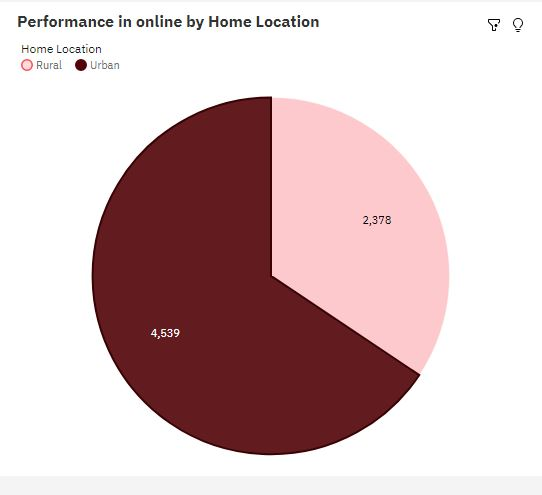 Performance in online by Home Location
Home Location
Rural Urban
2,378
4,539